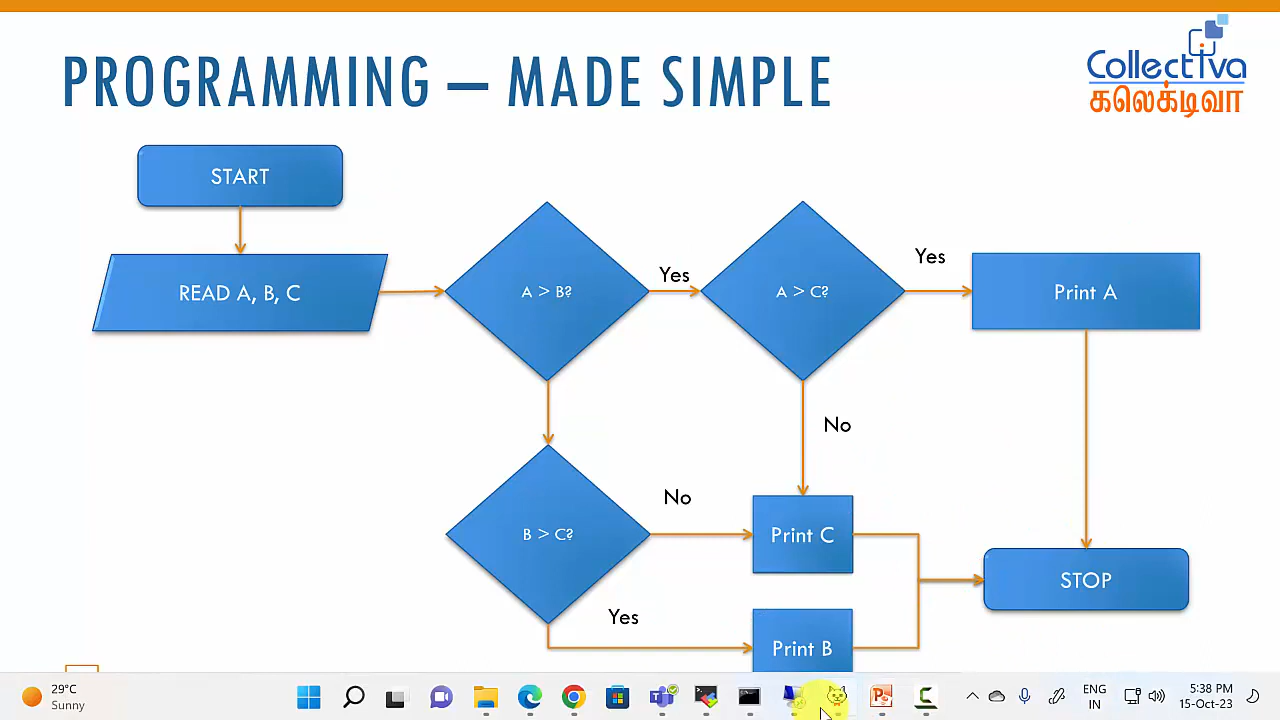 PROGRAMMING – MADE SIMPLE
Collectiva
கலெக்டிவா
START
READ A, B, C
A > B?
Yes
A > C?
Yes
Print A
No
B > C?
No
Print C
Yes
Print B
STOP
29°C
Sunny
ENG
IN
5:38 PM
15-Oct-23